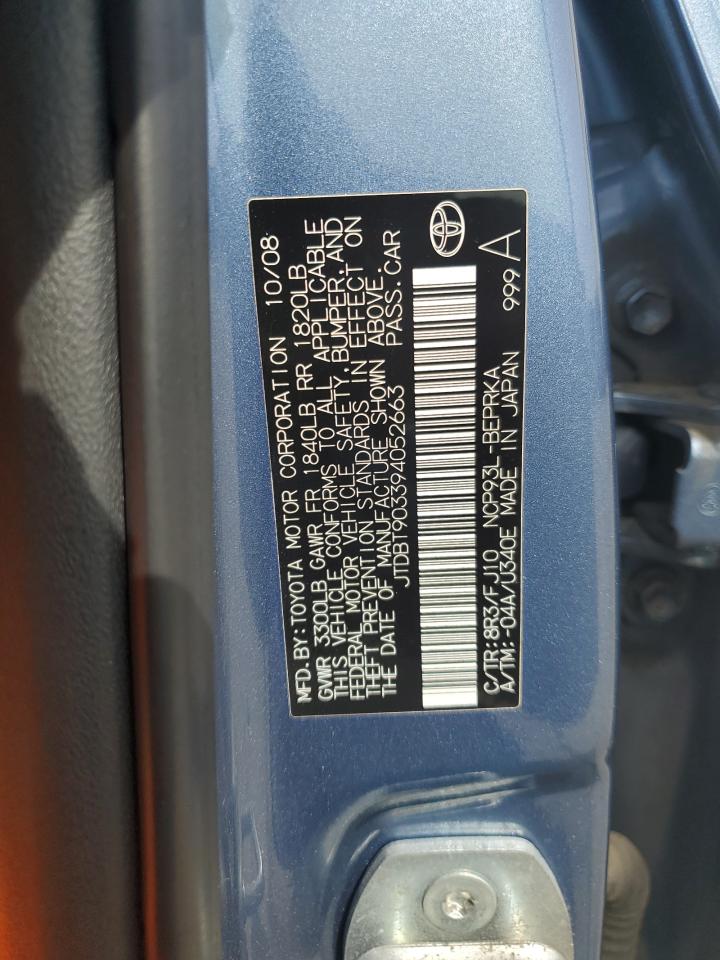 MFD.BY:TOYOTA MOTOR CORPORATION 10/08
GVWR 3300LB GAWR FR 1840LB RR 1820LB
THIS VEHICLE CONFORMS TO ALL APPLICABLE
FEDERAL MOTOR VEHICLE SAFETY,BUMPER,AND
THEFT PREVENTION STANDARDS IN EFFECT ON
THE DATE OF MANUFACTURE SHOWN ABOVE.
JTDBT903394052663 PASS.CAR
C/TR:8R3/FJ10 NCP93L-BEPRKA
A/TM:-04A/U340E MADE IN JAPAN 999 A